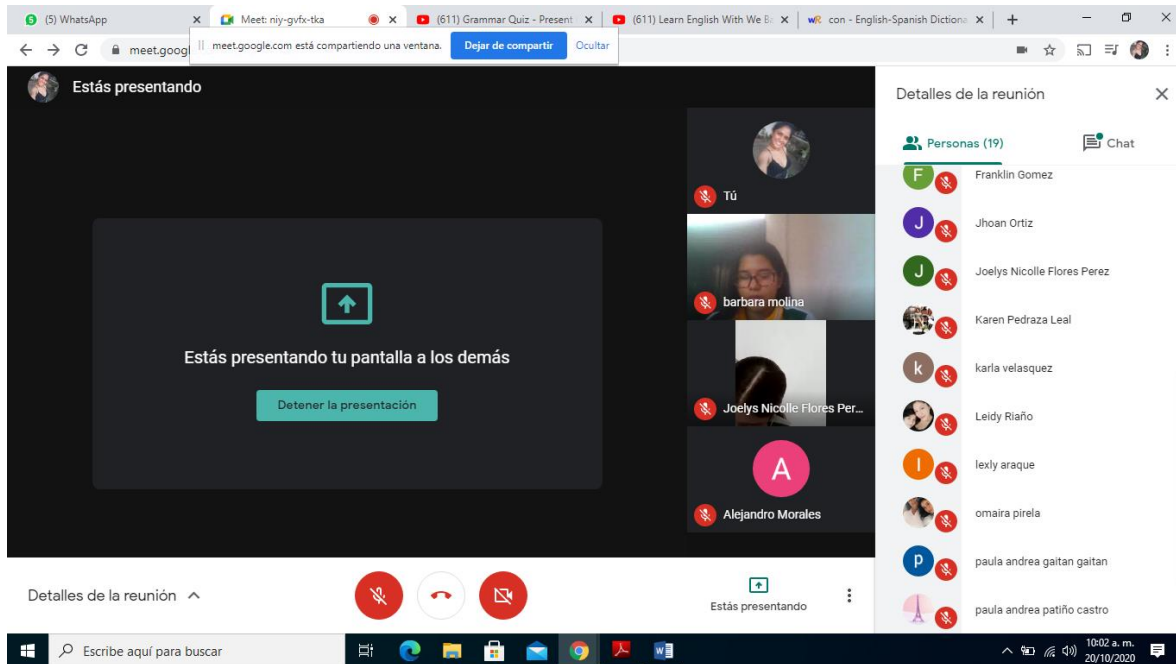 (5) WhatsApp
Meet: niy-gvfx-tka
(611) Grammar Quiz - Present
(611) Learn English With We Ba
con - English-Spanish Dictiona
meet.goog
meet.google.com está compartiendo una ventana.
Dejar de compartir
Ocultar
Estás presentando
Estás presentando tu pantalla a los demás
Detener la presentación
Tú
barbara molina
Joelys Nicolle Flores Per...
A
Alejandro Morales
Detalles de la reunión
Personas (19)
Chat
F
Franklin Gomez
J
Jhoan Ortiz
J
Joelys Nicolle Flores Perez
Karen Pedraza Leal
k
karla velasquez
Leidy Riaño
l
lexly araque
omaira pirela
p
paula andrea gaitan gaitan
paula andrea patiño castro
Detalles de la reunión
Estás presentando
Escribe aquí para buscar
10:02 a. m.
20/10/2020